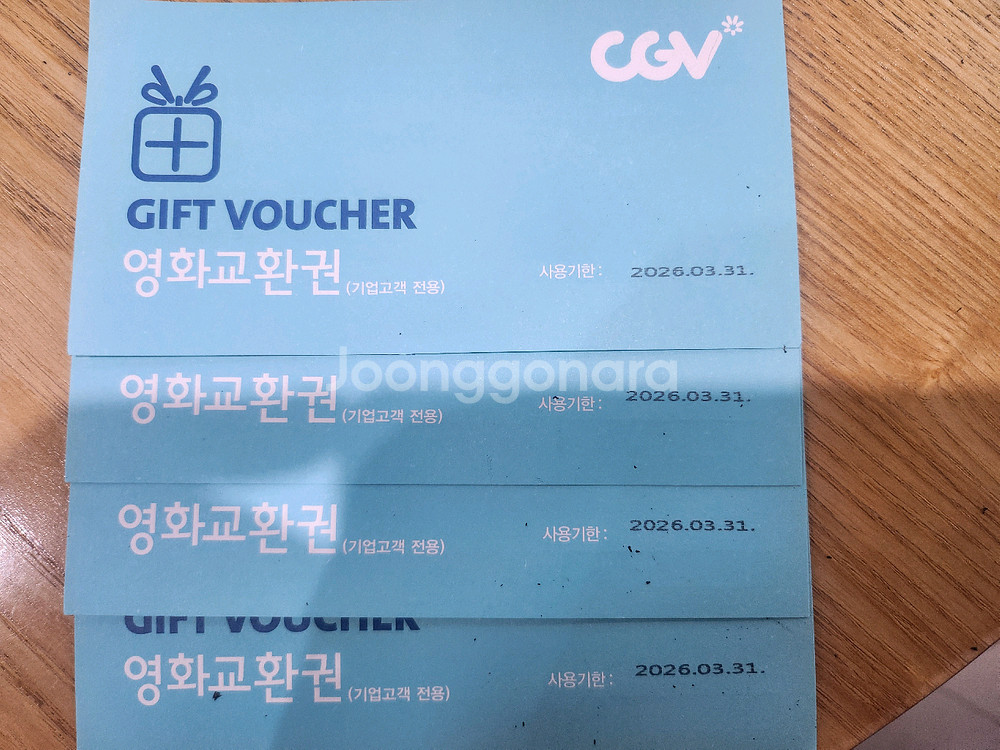 CGV
GIFT VOUCHER
영화교환권 (기업고객 전용) 사용기한 : 2026.03.31.
Joonggonara
영화교환권 (기업고객 전용) 사용기한 : 2026.03.31.
영화교환권 (기업고객 전용) 사용기한 : 2026.03.31.
GIFT VOUCHER
영화교환권 (기업고객 전용) 사용기한 : 2026.03.31.